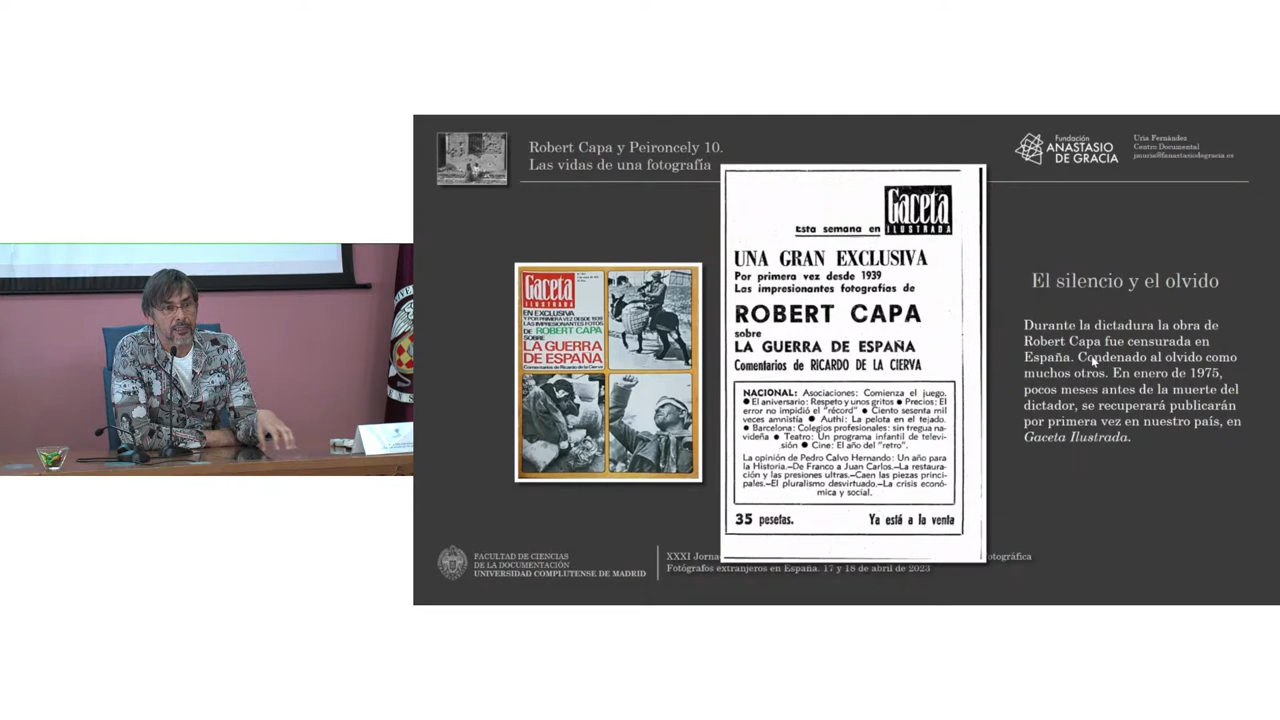 Robert Capa y Peironcely 10.
Las vidas de una fotografía
Fundación
ANASTASIO
DE GRACIA
Uría Fernández
Centro Documental
jmuria@fanastasiodegracia.es
Gaceta
ILUSTRADA
EN EXCLUSIVA
Y POR PRIMERA VEZ DESDE 1939
LAS IMPRESIONANTES FOTOS
DE ROBERT CAPA
SOBRE
LA GUERRA
DE ESPAÑA
Comentarios de Ricardo de la Cierva
Esta semana en
Gaceta
ILUSTRADA
UNA GRAN EXCLUSIVA
Por primera vez desde 1939
Las impresionantes fotografías de
ROBERT CAPA
sobre
LA GUERRA DE ESPAÑA
Comentarios de RICARDO DE LA CIERVA
NACIONAL: Asociaciones: Comienza el juego.
● El aniversario: Respeto y unos gritos ● Precios: El
error no impidió el "récord" ● Ciento sesenta mil
veces amnistía ● Authi: La pelota en el tejado.
● Barcelona: Colegios profesionales: sin tregua na-
videña ● Teatro: Un programa infantil de televi-
sión ● Cine: El año del "retro".
La opinión de Pedro Calvo Hernando: Un año para
la Historia.—De Franco a Juan Carlos.—La restaura-
ción y las presiones ultras.—Caen las piezas princi-
pales.—El pluralismo desvirtuado.—La crisis econó-
mica y social.
35 pesetas. Ya está a la venta
El silencio y el olvido
Durante la dictadura la obra de
Robert Capa fue censurada en
España. Condenado al olvido como
muchos otros. En enero de 1975,
pocos meses antes de la muerte del
dictador, se recuperará publicarán
por primera vez en nuestro país, en
Gaceta Ilustrada.
FACULTAD DE CIENCIAS
DE LA DOCUMENTACIÓN
UNIVERSIDAD COMPLUTENSE DE MADRID
XXXI Jorna otográfica
Fotógrafos extranjeros en España. 17 y 18 de abril de 2023